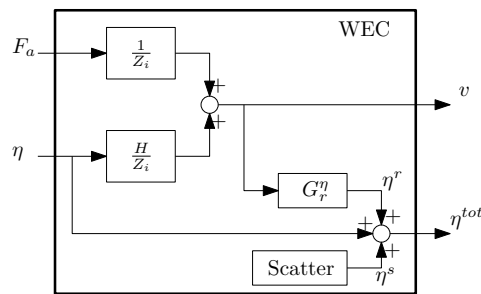 WEC
F_a
1/Z_i
+
v
+
η
H/Z_i
G_r^η
η^r
+
+
η^{tot}
+
Scatter
η^s